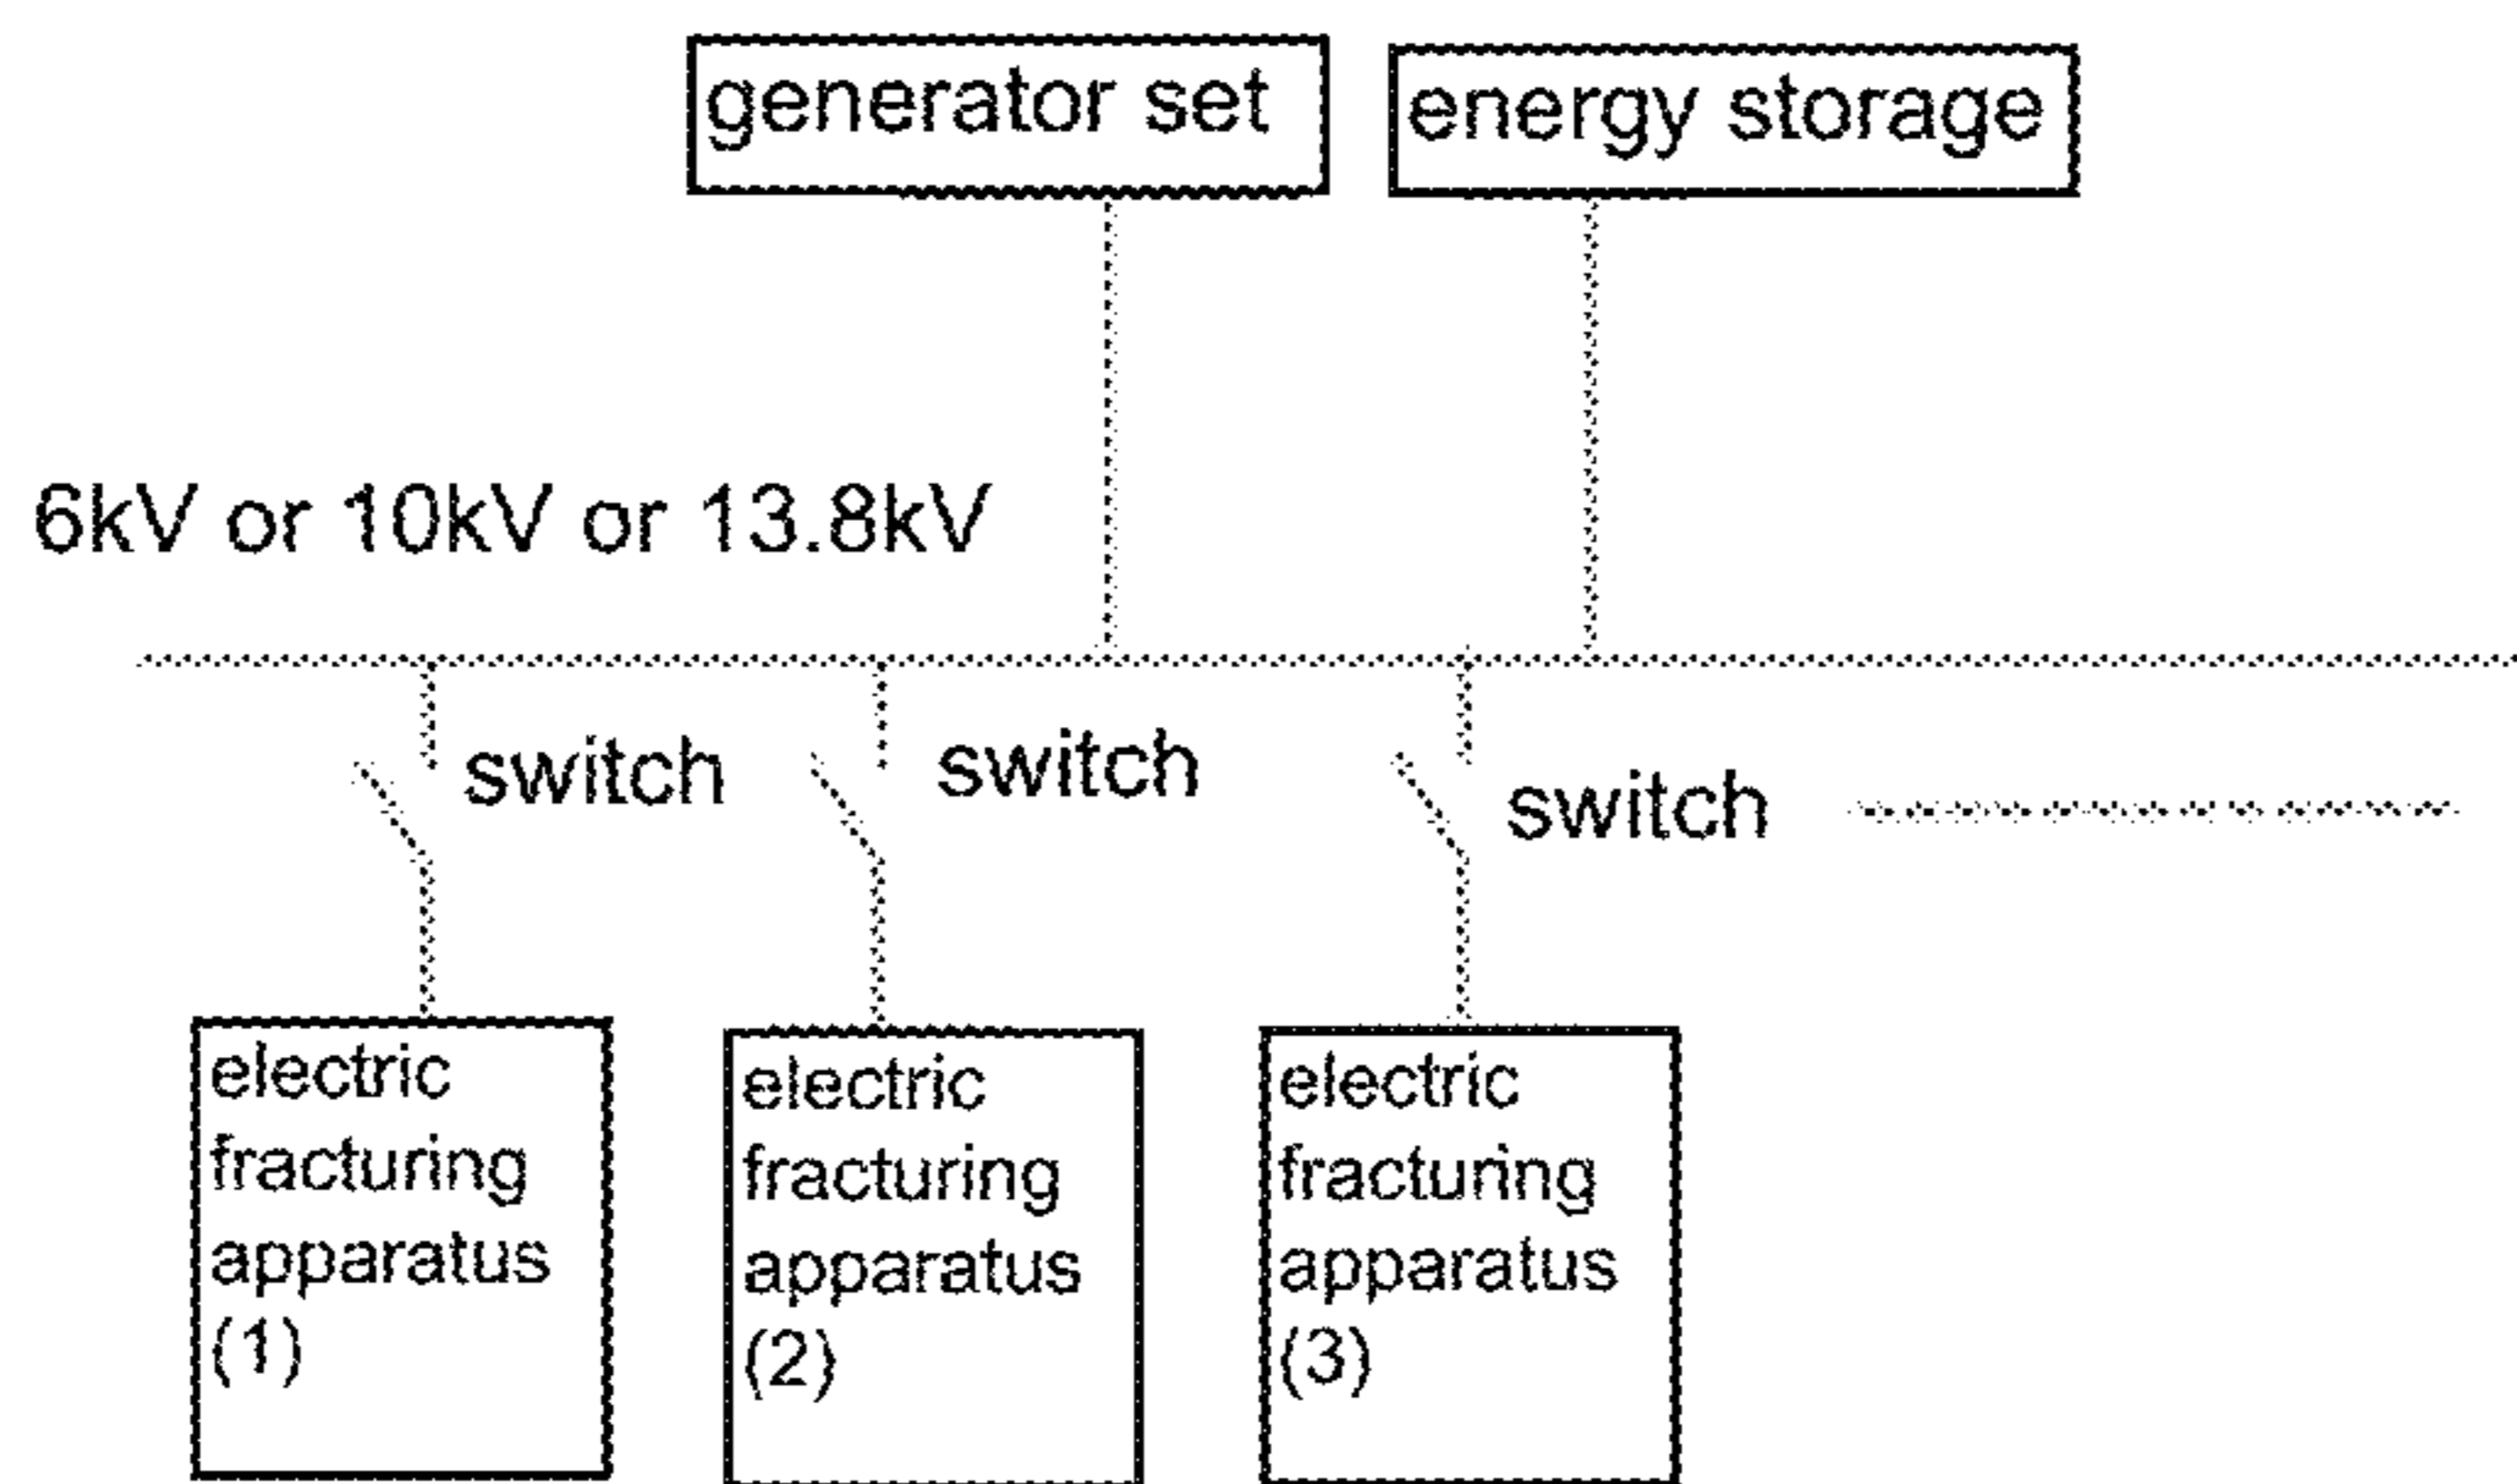 generator set
energy storage
6kV or 10kV or 13.8kV
switch
switch
switch
electric
fracturing
apparatus
(1)
electric
fracturing
apparatus
(2)
electric
fracturing
apparatus
(3)